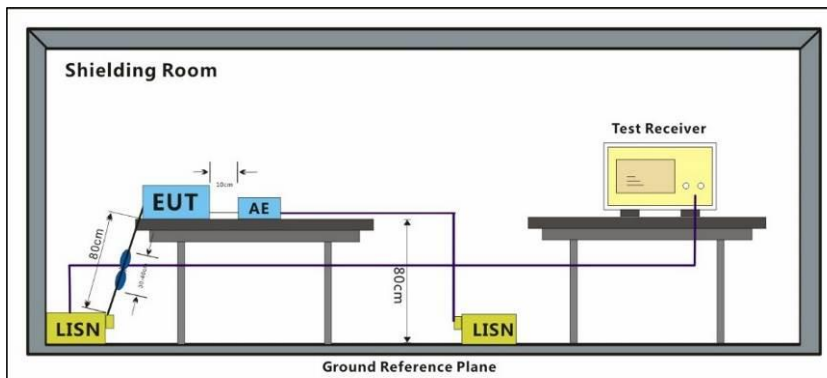 Shielding Room
Test Receiver
10cm
EUT
AE
80cm
80cm
LISN
LISN
Ground Reference Plane